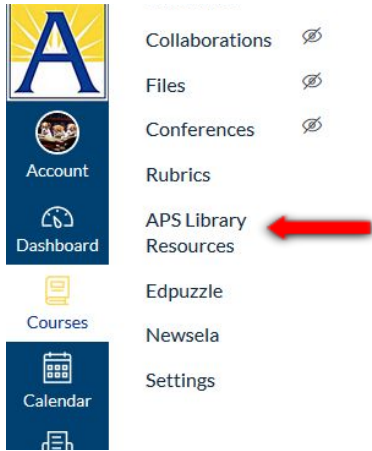 A
Account
Dashboard
Courses
Calendar
Collaborations
Files
Conferences
Rubrics
APS Library
Resources
Edpuzzle
Newsela
Settings